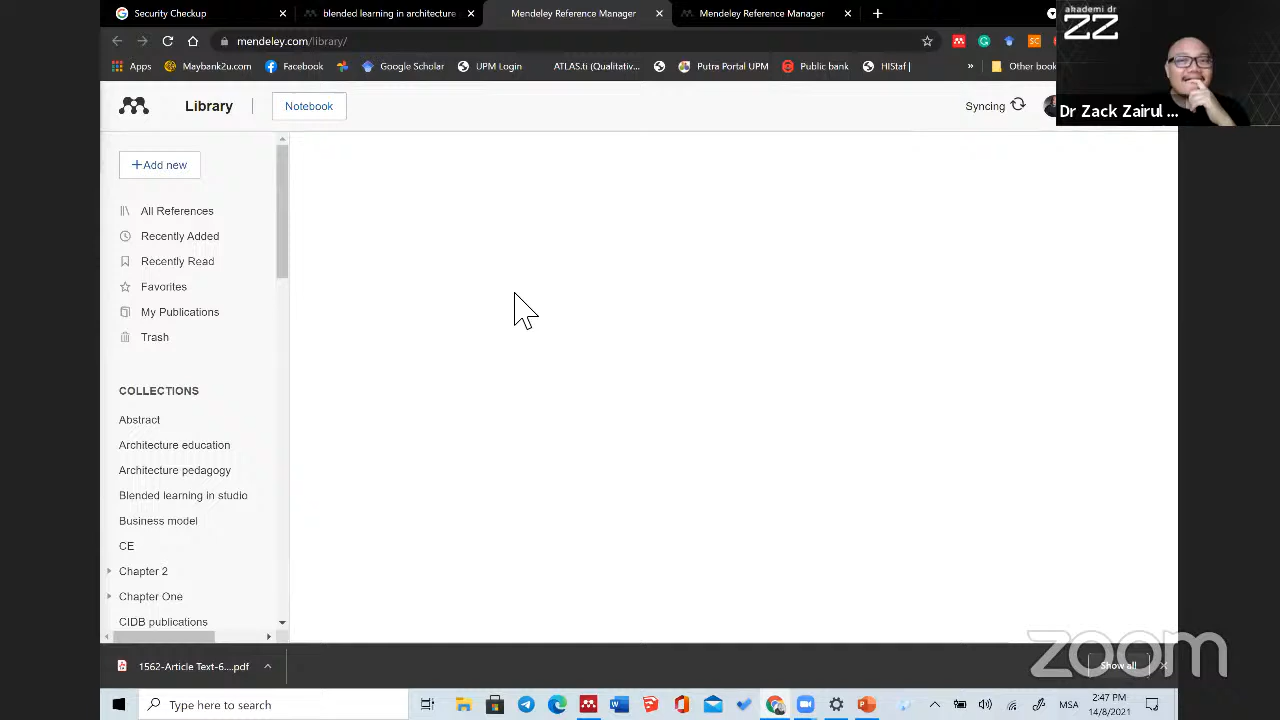 Security Checkup
blended learning in architecture
Mendeley Reference Mana
Mendeley Reference Manager
mendeley.com/library/
Apps
Maybank2u.com
Facebook
Google Scholar
UPM Login
ATLAS.ti (Qualitativ...
Putra Portal UPM
Public bank
HIStaf |
»
Other book
akademi dr
ZZ
Dr Zack Zairul ...
Library
Notebook
Syncing
+Add new
All References
Recently Added
Recently Read
Favorites
My Publications
Trash
COLLECTIONS
Abstract
Architecture education
Architecture pedagogy
Blended learning in studio
Business model
CE
Chapter 2
Chapter One
CIDB publications
1562-Article Text-6....pdf
Show all
zoom
Type here to search
MSA
2:47 PM
14/8/2021